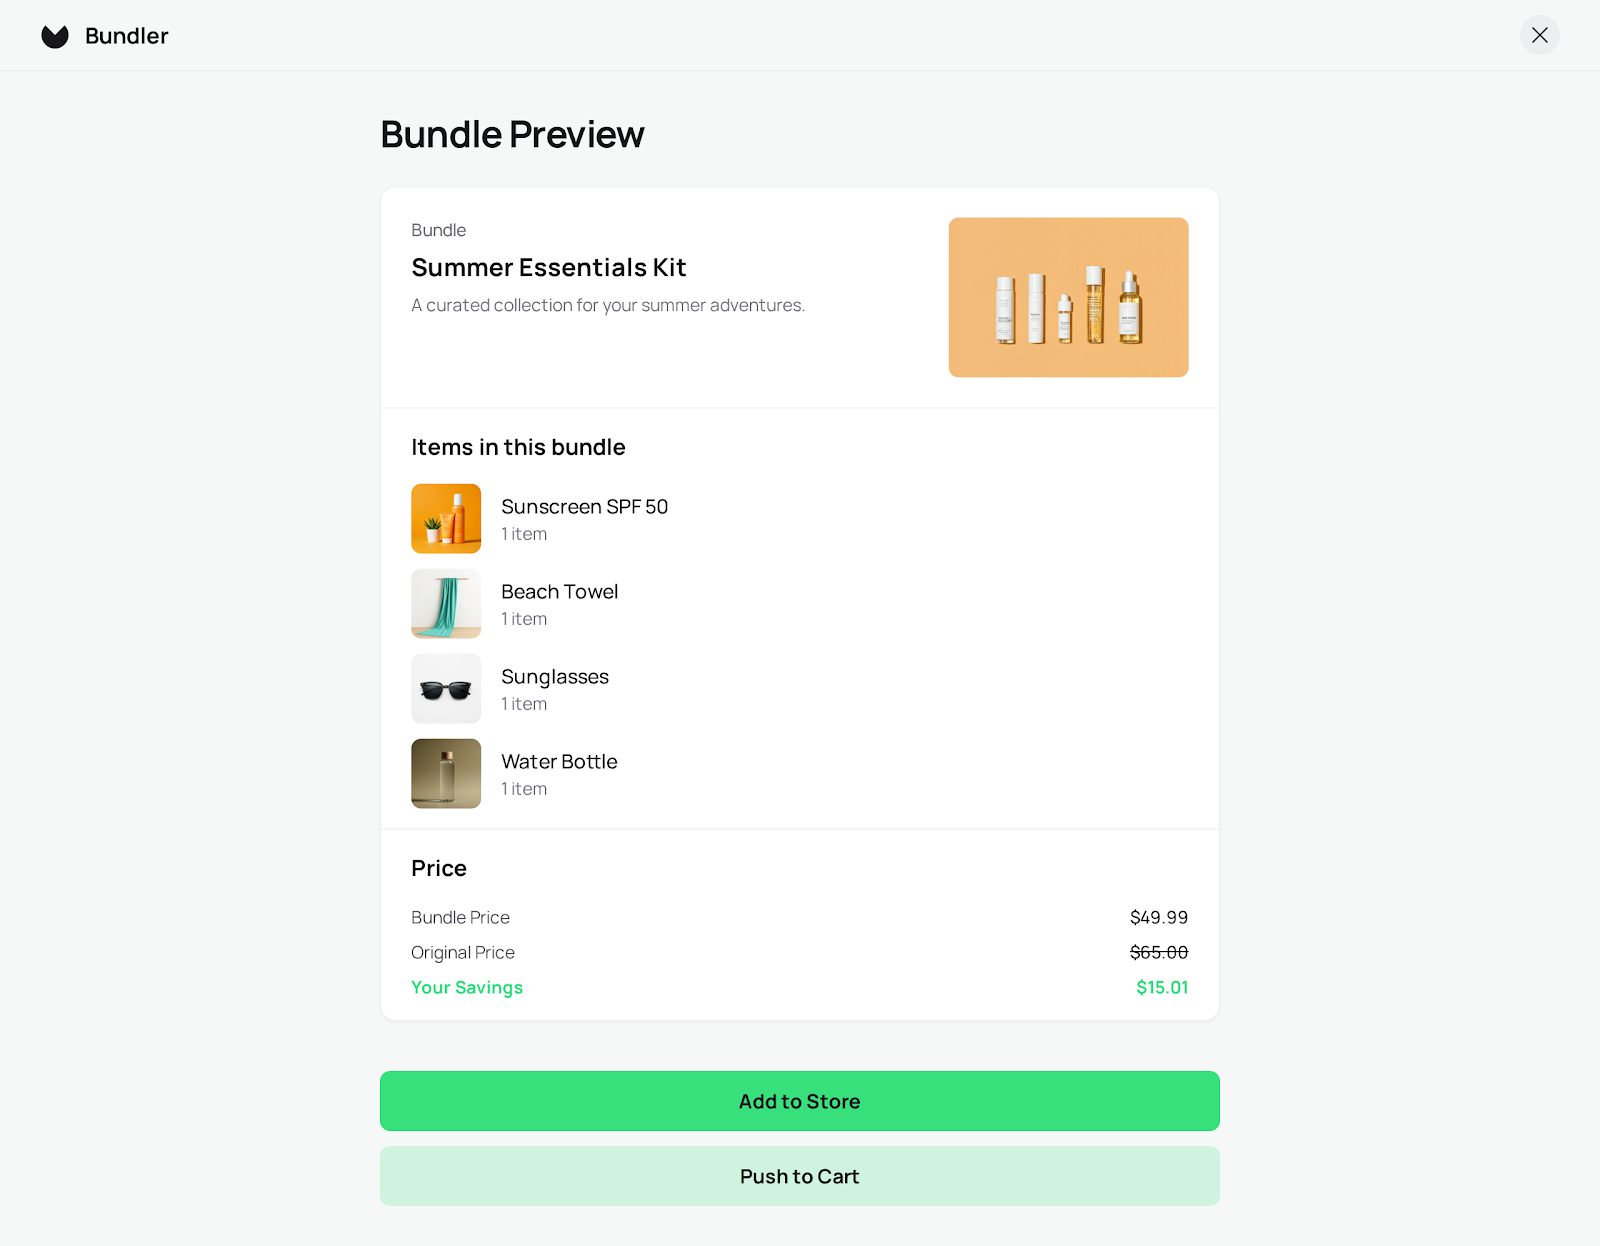 Bundler
Bundle Preview
Bundle
Summer Essentials Kit
A curated collection for your summer adventures.
Items in this bundle
Sunscreen SPF 50
1 item
Beach Towel
1 item
Sunglasses
1 item
Water Bottle
1 item
Price
Bundle Price $49.99
Original Price $65.00
Your Savings $15.01
Add to Store
Push to Cart